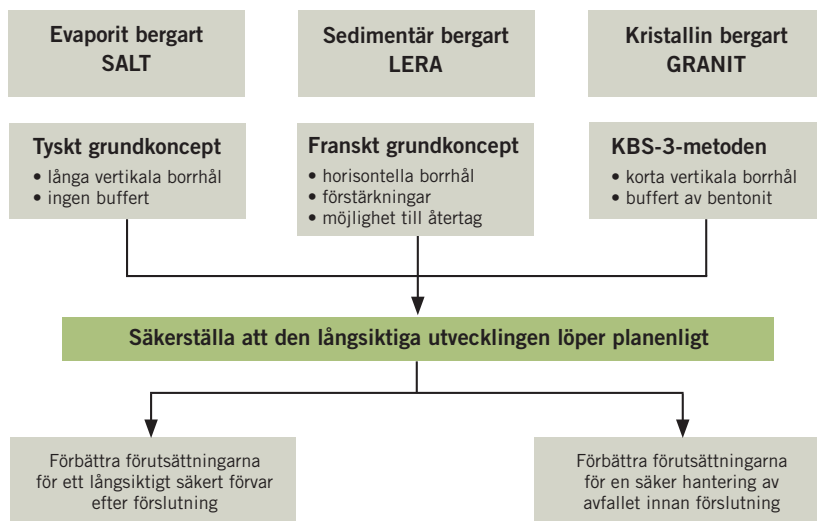 Evaporit bergart
SALT
Sedimentär bergart
LERA
Kristallin bergart
GRANIT
Tyskt grundkoncept
• långa vertikala borrhål
• ingen buffert
Franskt grundkoncept
• horisontella borrhål
• förstärkningar
• möjlighet till återtag
KBS-3-metoden
• korta vertikala borrhål
• buffert av bentonit
Säkerställa att den långsiktiga utvecklingen löper planenligt
Förbättra förutsättningarna
för ett långsiktigt säkert förvar
efter förslutning
Förbättra förutsättningarna
för en säker hantering av
avfallet innan förslutning